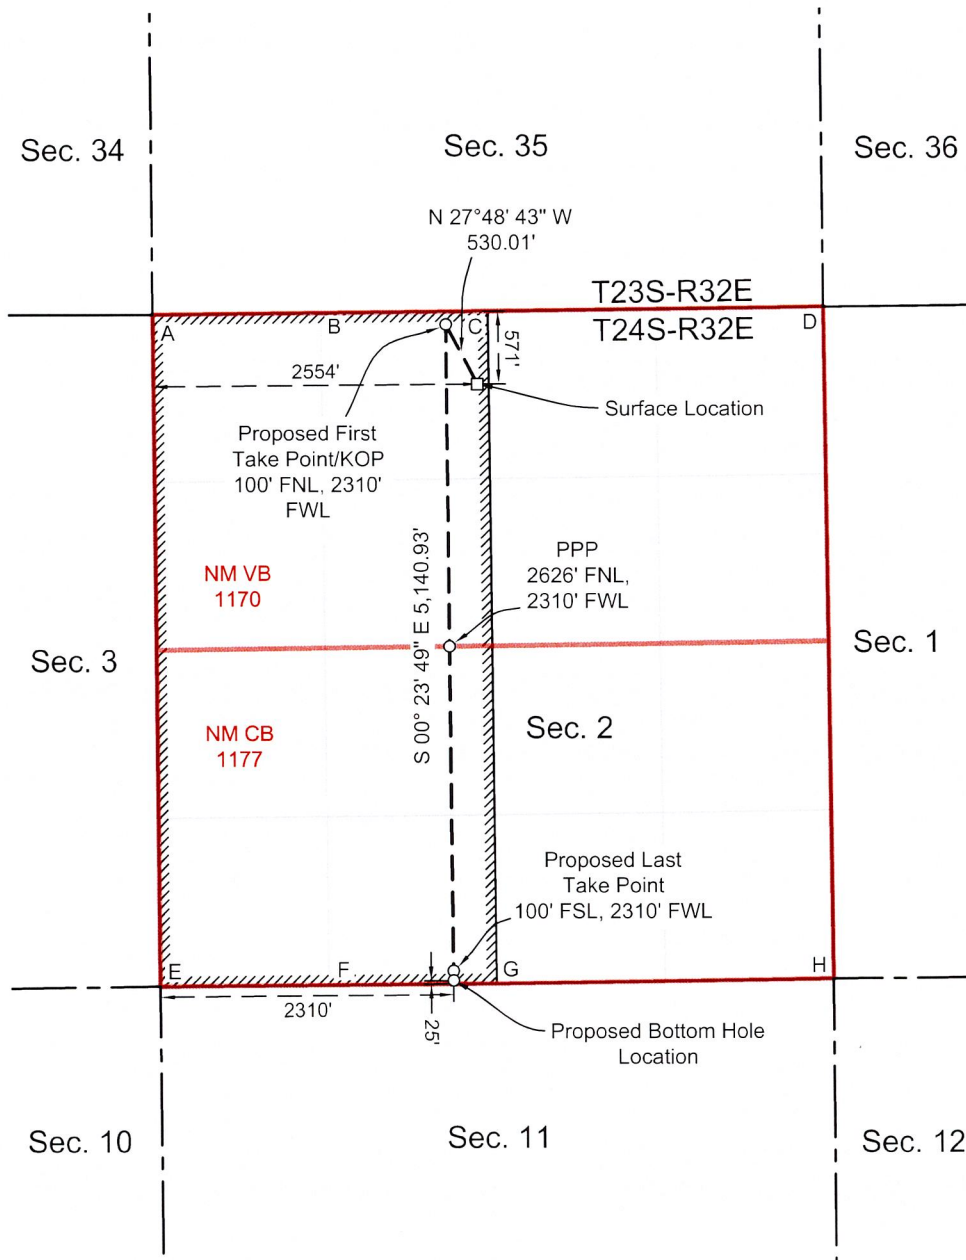 Sec. 34
Sec. 35
Sec. 36
N 27°48' 43" W
530.01'
T23S-R32E
T24S-R32E
A
B
C
D
571'
2554'
Surface Location
Proposed First
Take Point/KOP
100' FNL, 2310'
FWL
S 00° 23' 49" E 5,140.93'
PPP
2626' FNL,
2310' FWL
NM VB
1170
Sec. 3
Sec. 1
NM CB
1177
Sec. 2
Proposed Last
Take Point
100' FSL, 2310' FWL
E
F
G
H
2310'
25'
Proposed Bottom Hole
Location
Sec. 10
Sec. 11
Sec. 12